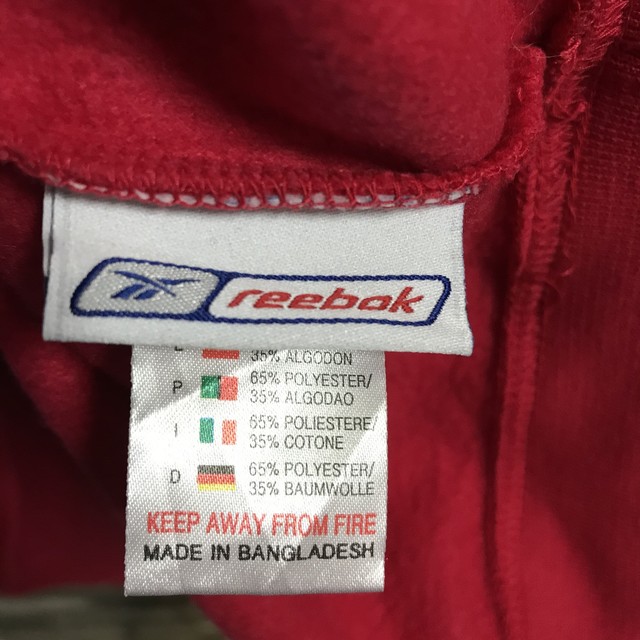 reebok
E 35% ALGODON
P 65% POLYESTER/
35% ALGODAO
I 65% POLIESTERE/
35% COTONE
D 65% POLYESTER/
35% BAUMWOLLE
KEEP AWAY FROM FIRE
MADE IN BANGLADESH